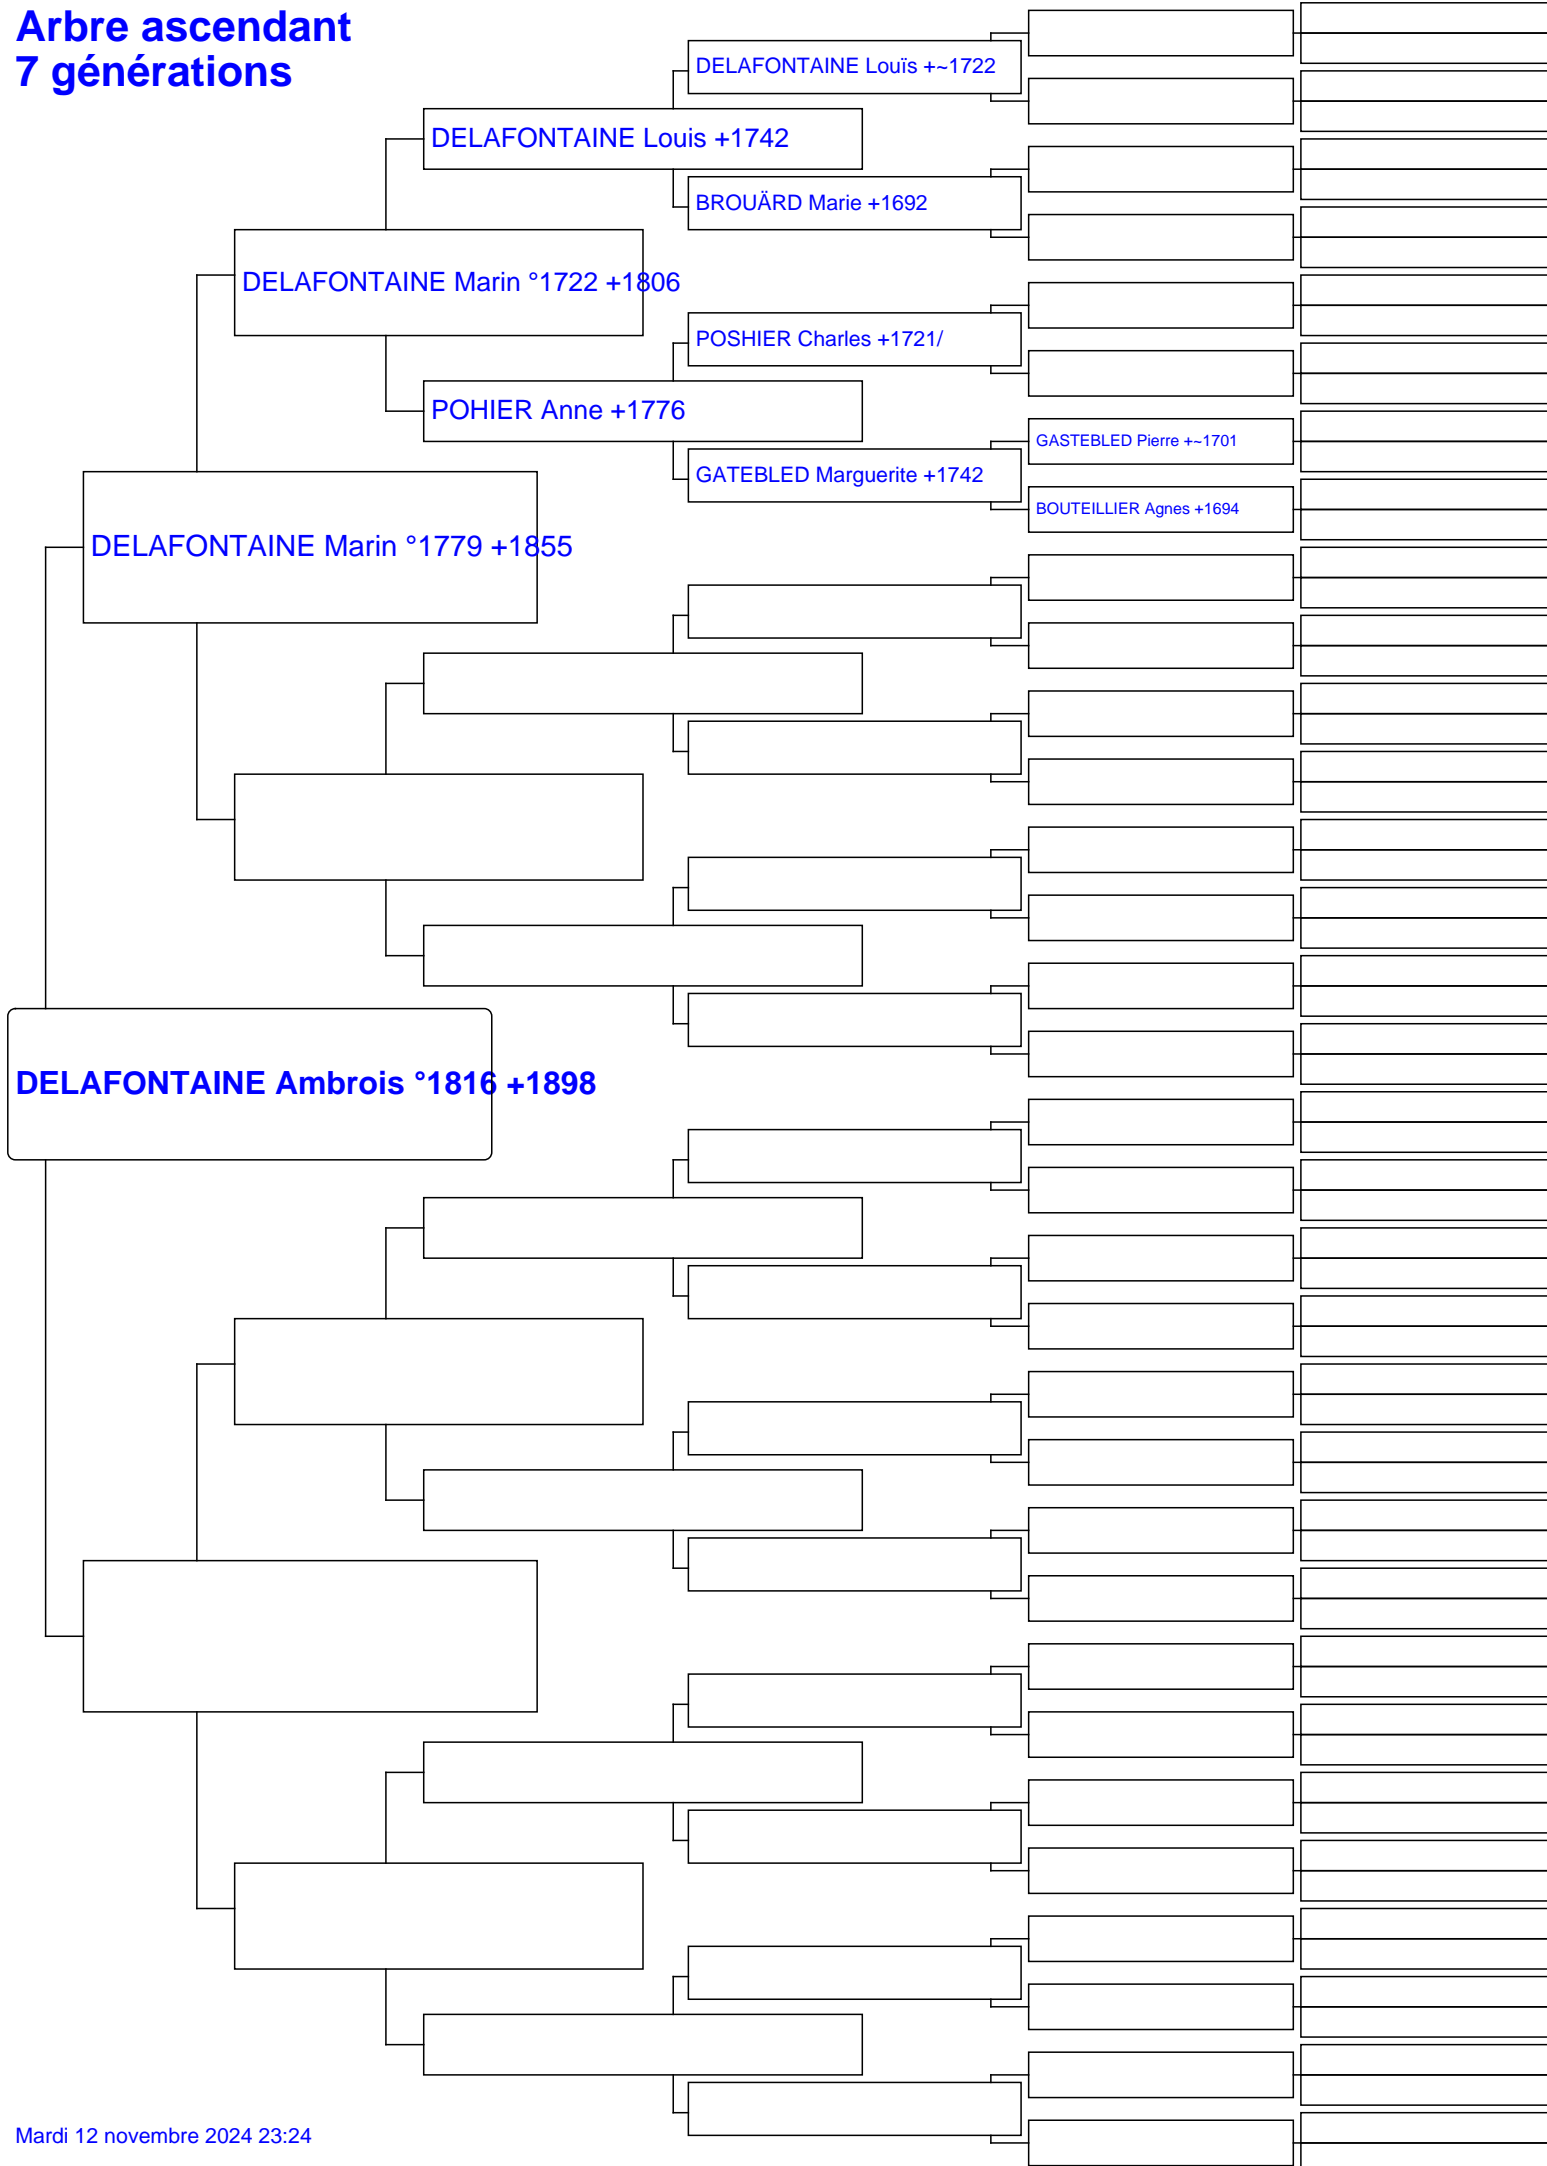 Arbre ascendant
7 générations
DELAFONTAINE Louïs +~1722
DELAFONTAINE Louis +1742
BROUÄRD Marie +1692
DELAFONTAINE Marin °1722 +1806
POSHIER Charles +1721/
POHIER Anne +1776
GASTEBLED Pierre +~1701
GATEBLED Marguerite +1742
BOUTEILLIER Agnes +1694
DELAFONTAINE Marin °1779 +1855
DELAFONTAINE Ambrois °1816 +1898
Mardi 12 novembre 2024 23:24